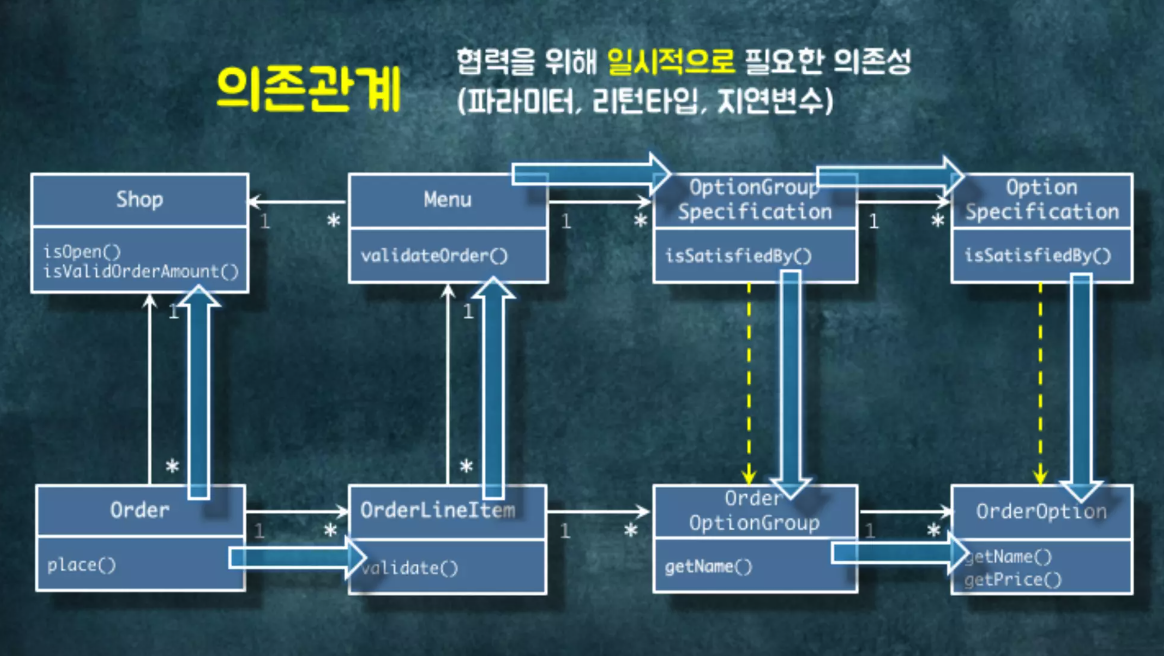 의존관계
협력을 위해 일시적으로 필요한 의존성
(파라미터, 리턴타입, 지연변수)
Shop
isOpen()
isValidOrderAmount()
1
*
Menu
validateOrder()
1
*
OptionGroup
Specification
isSatisfiedBy()
1
*
Option
Specification
isSatisfiedBy()
1
*
1
*
Order
place()
1
*
OrderLineItem
validate()
1
*
Order
OptionGroup
getName()
1
*
OrderOption
getName()
getPrice()